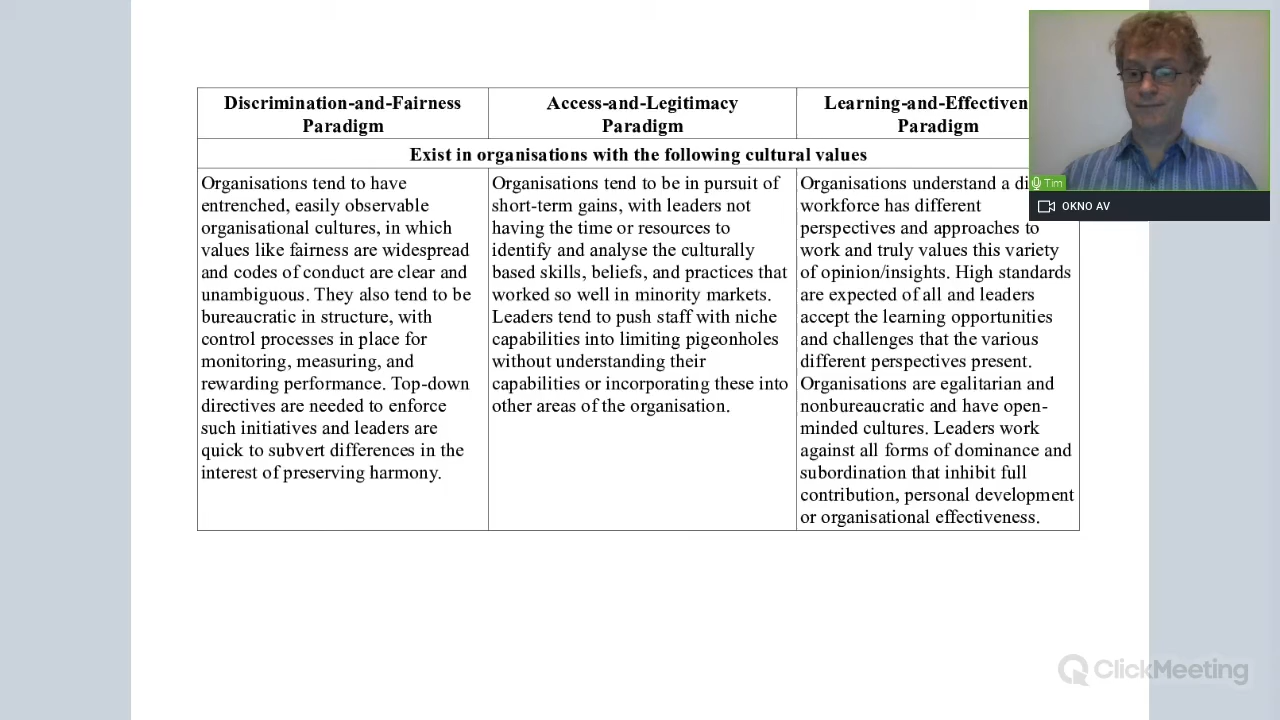 Discrimination-and-Fairness
Paradigm
Access-and-Legitimacy
Paradigm
Learning-and-Effectiven
Paradigm
Exist in organisations with the following cultural values
Organisations tend to have
entrenched, easily observable
organisational cultures, in which
values like fairness are widespread
and codes of conduct are clear and
unambiguous. They also tend to be
bureaucratic in structure, with
control processes in place for
monitoring, measuring, and
rewarding performance. Top-down
directives are needed to enforce
such initiatives and leaders are
quick to subvert differences in the
interest of preserving harmony.
Organisations tend to be in pursuit of
short-term gains, with leaders not
having the time or resources to
identify and analyse the culturally
based skills, beliefs, and practices that
worked so well in minority markets.
Leaders tend to push staff with niche
capabilities into limiting pigeonholes
without understanding their
capabilities or incorporating these into
other areas of the organisation.
Organisations understand a di
workforce has different
perspectives and approaches to
work and truly values this variety
of opinion/insights. High standards
are expected of all and leaders
accept the learning opportunities
and challenges that the various
different perspectives present.
Organisations are egalitarian and
nonbureaucratic and have open-
minded cultures. Leaders work
against all forms of dominance and
subordination that inhibit full
contribution, personal development
or organisational effectiveness.
Tim
OKNO AV
ClickMeeting